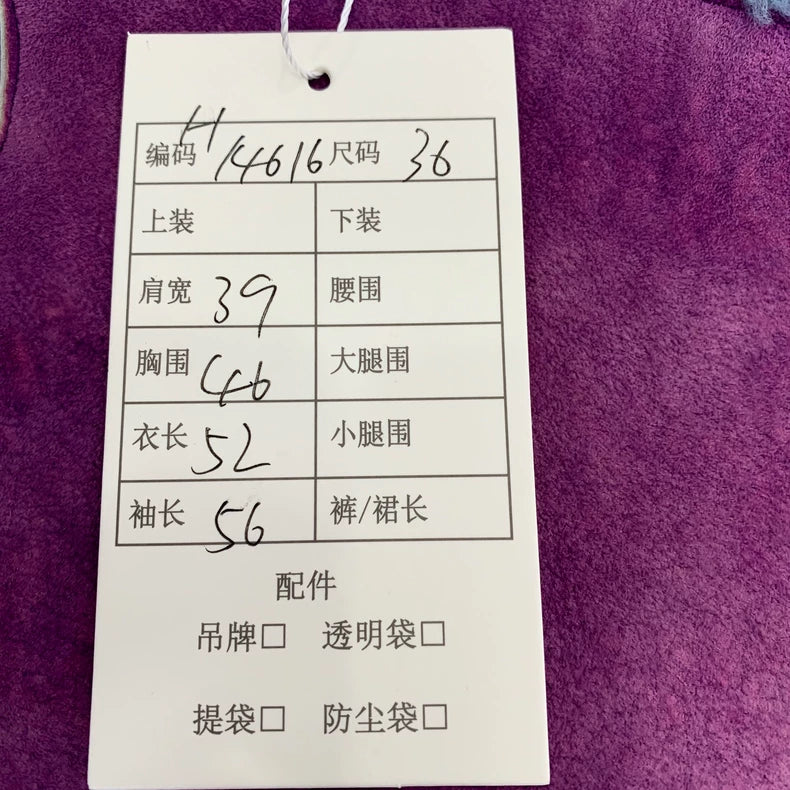 编码 H14616 尺码 36
上装 下装
肩宽 39 腰围
胸围 46 大腿围
衣长 52 小腿围
袖长 56 裤/裙长
配件
吊牌□ 透明袋□
提袋□ 防尘袋□